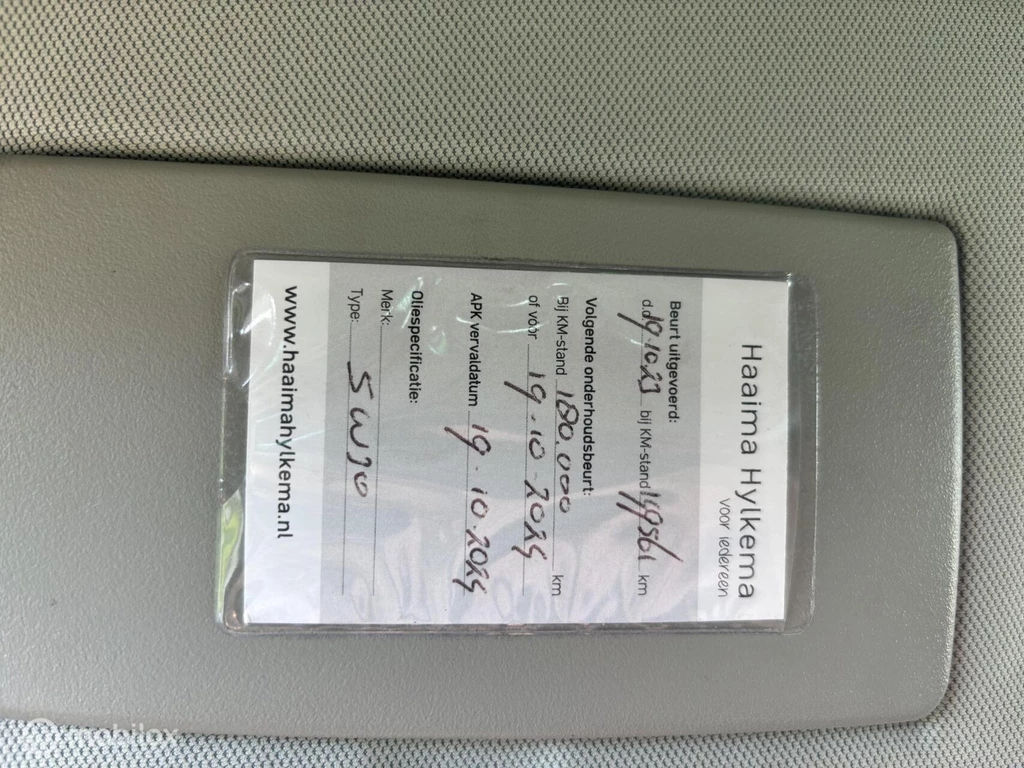 Haaima Hylkema
voor iedereen
Beurt uitgevoerd:
d.d. 19.10.23 bij KM-stand 149561 km
Volgende onderhoudsbeurt:
Bij KM-stand 180.000 km
of vóór 19-10-2025
APK vervaldatum 19-10.2025
Oliespecificatie:
Merk:
Type: 5W30
www.haaimahylkema.nl